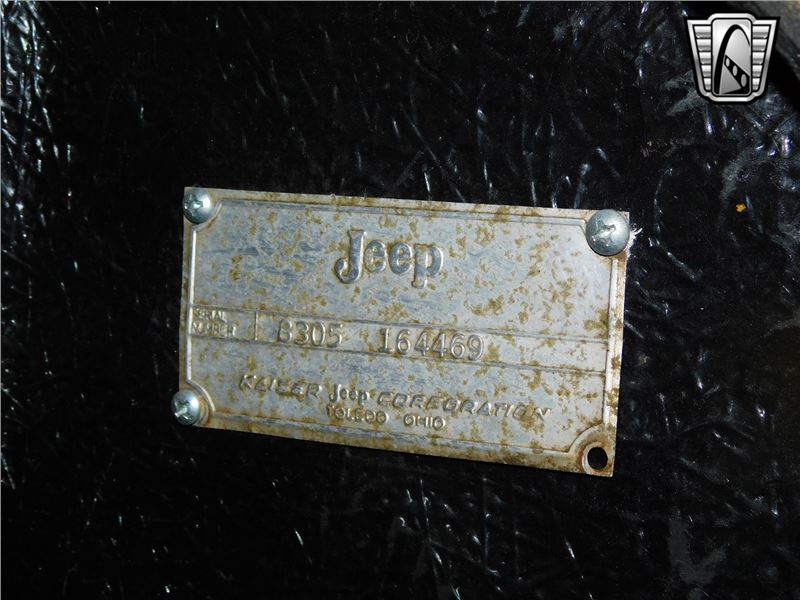 Jeep
SERIAL
NUMBER
8305 164469
KAISER Jeep CORPORATION
TOLEDO OHIO